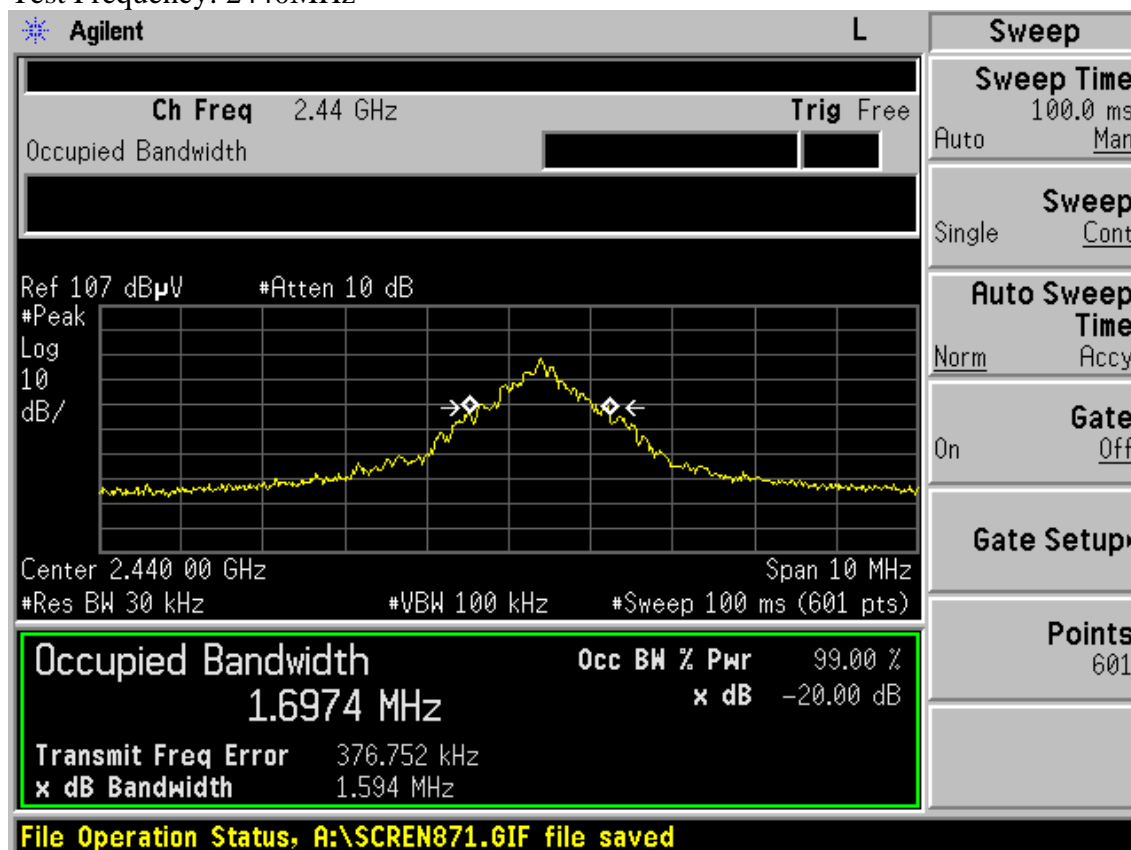 Test Frequency: 2440MHz
Agilent L Sweep
Ch Freq 2.44 GHz Trig Free
Occupied Bandwidth
Sweep Time
100.0 ms
Auto Man
Sweep
Single Cont
Ref 107 dBµV #Atten 10 dB
#Peak
Log
10
dB/
Auto Sweep
Time
Norm Accy
Gate
On Off
Gate Setup
Center 2.440 00 GHz Span 10 MHz
#Res BW 30 kHz #VBW 100 kHz #Sweep 100 ms (601 pts)
Points
601
Occupied Bandwidth Occ BW % Pwr 99.00 %
1.6974 MHz x dB -20.00 dB
Transmit Freq Error 376.752 kHz
x dB Bandwidth 1.594 MHz
File Operation Status, A:\SCREN871.GIF file saved